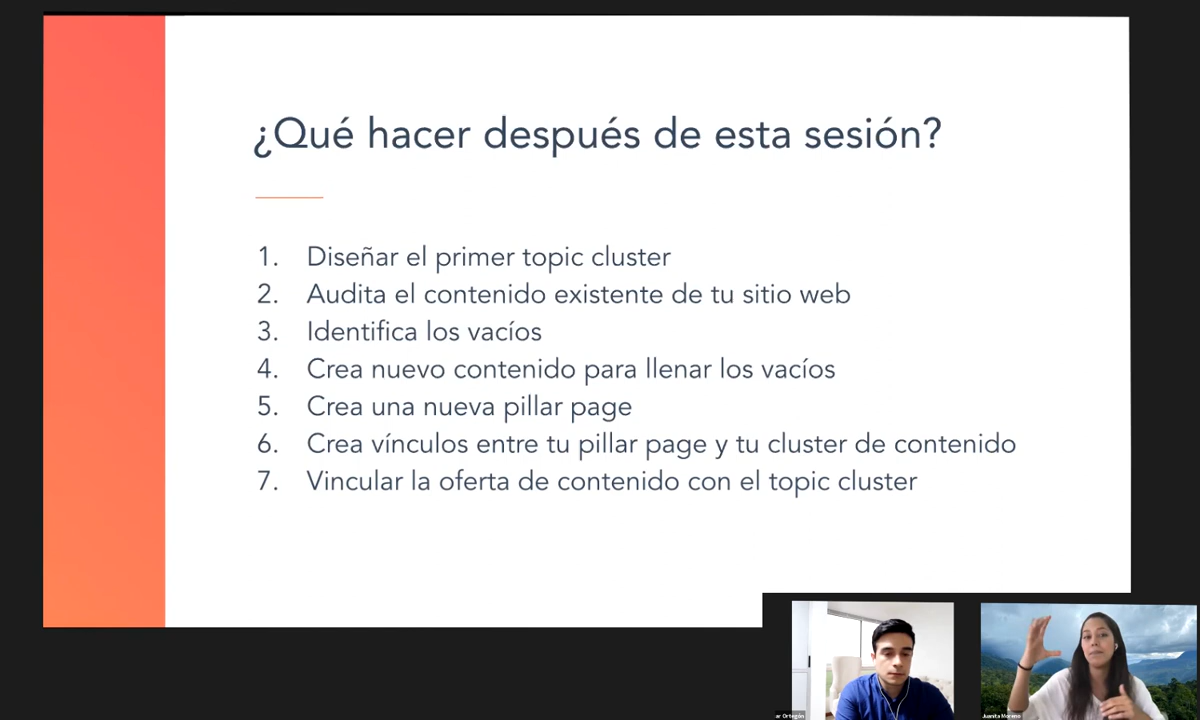 ¿Qué hacer después de esta sesión?
1. Diseñar el primer topic cluster
2. Audita el contenido existente de tu sitio web
3. Identifica los vacíos
4. Crea nuevo contenido para llenar los vacíos
5. Crea una nueva pillar page
6. Crea vínculos entre tu pillar page y tu cluster de contenido
7. Vincular la oferta de contenido con el topic cluster
ar Ortegón
Juanita Moreno